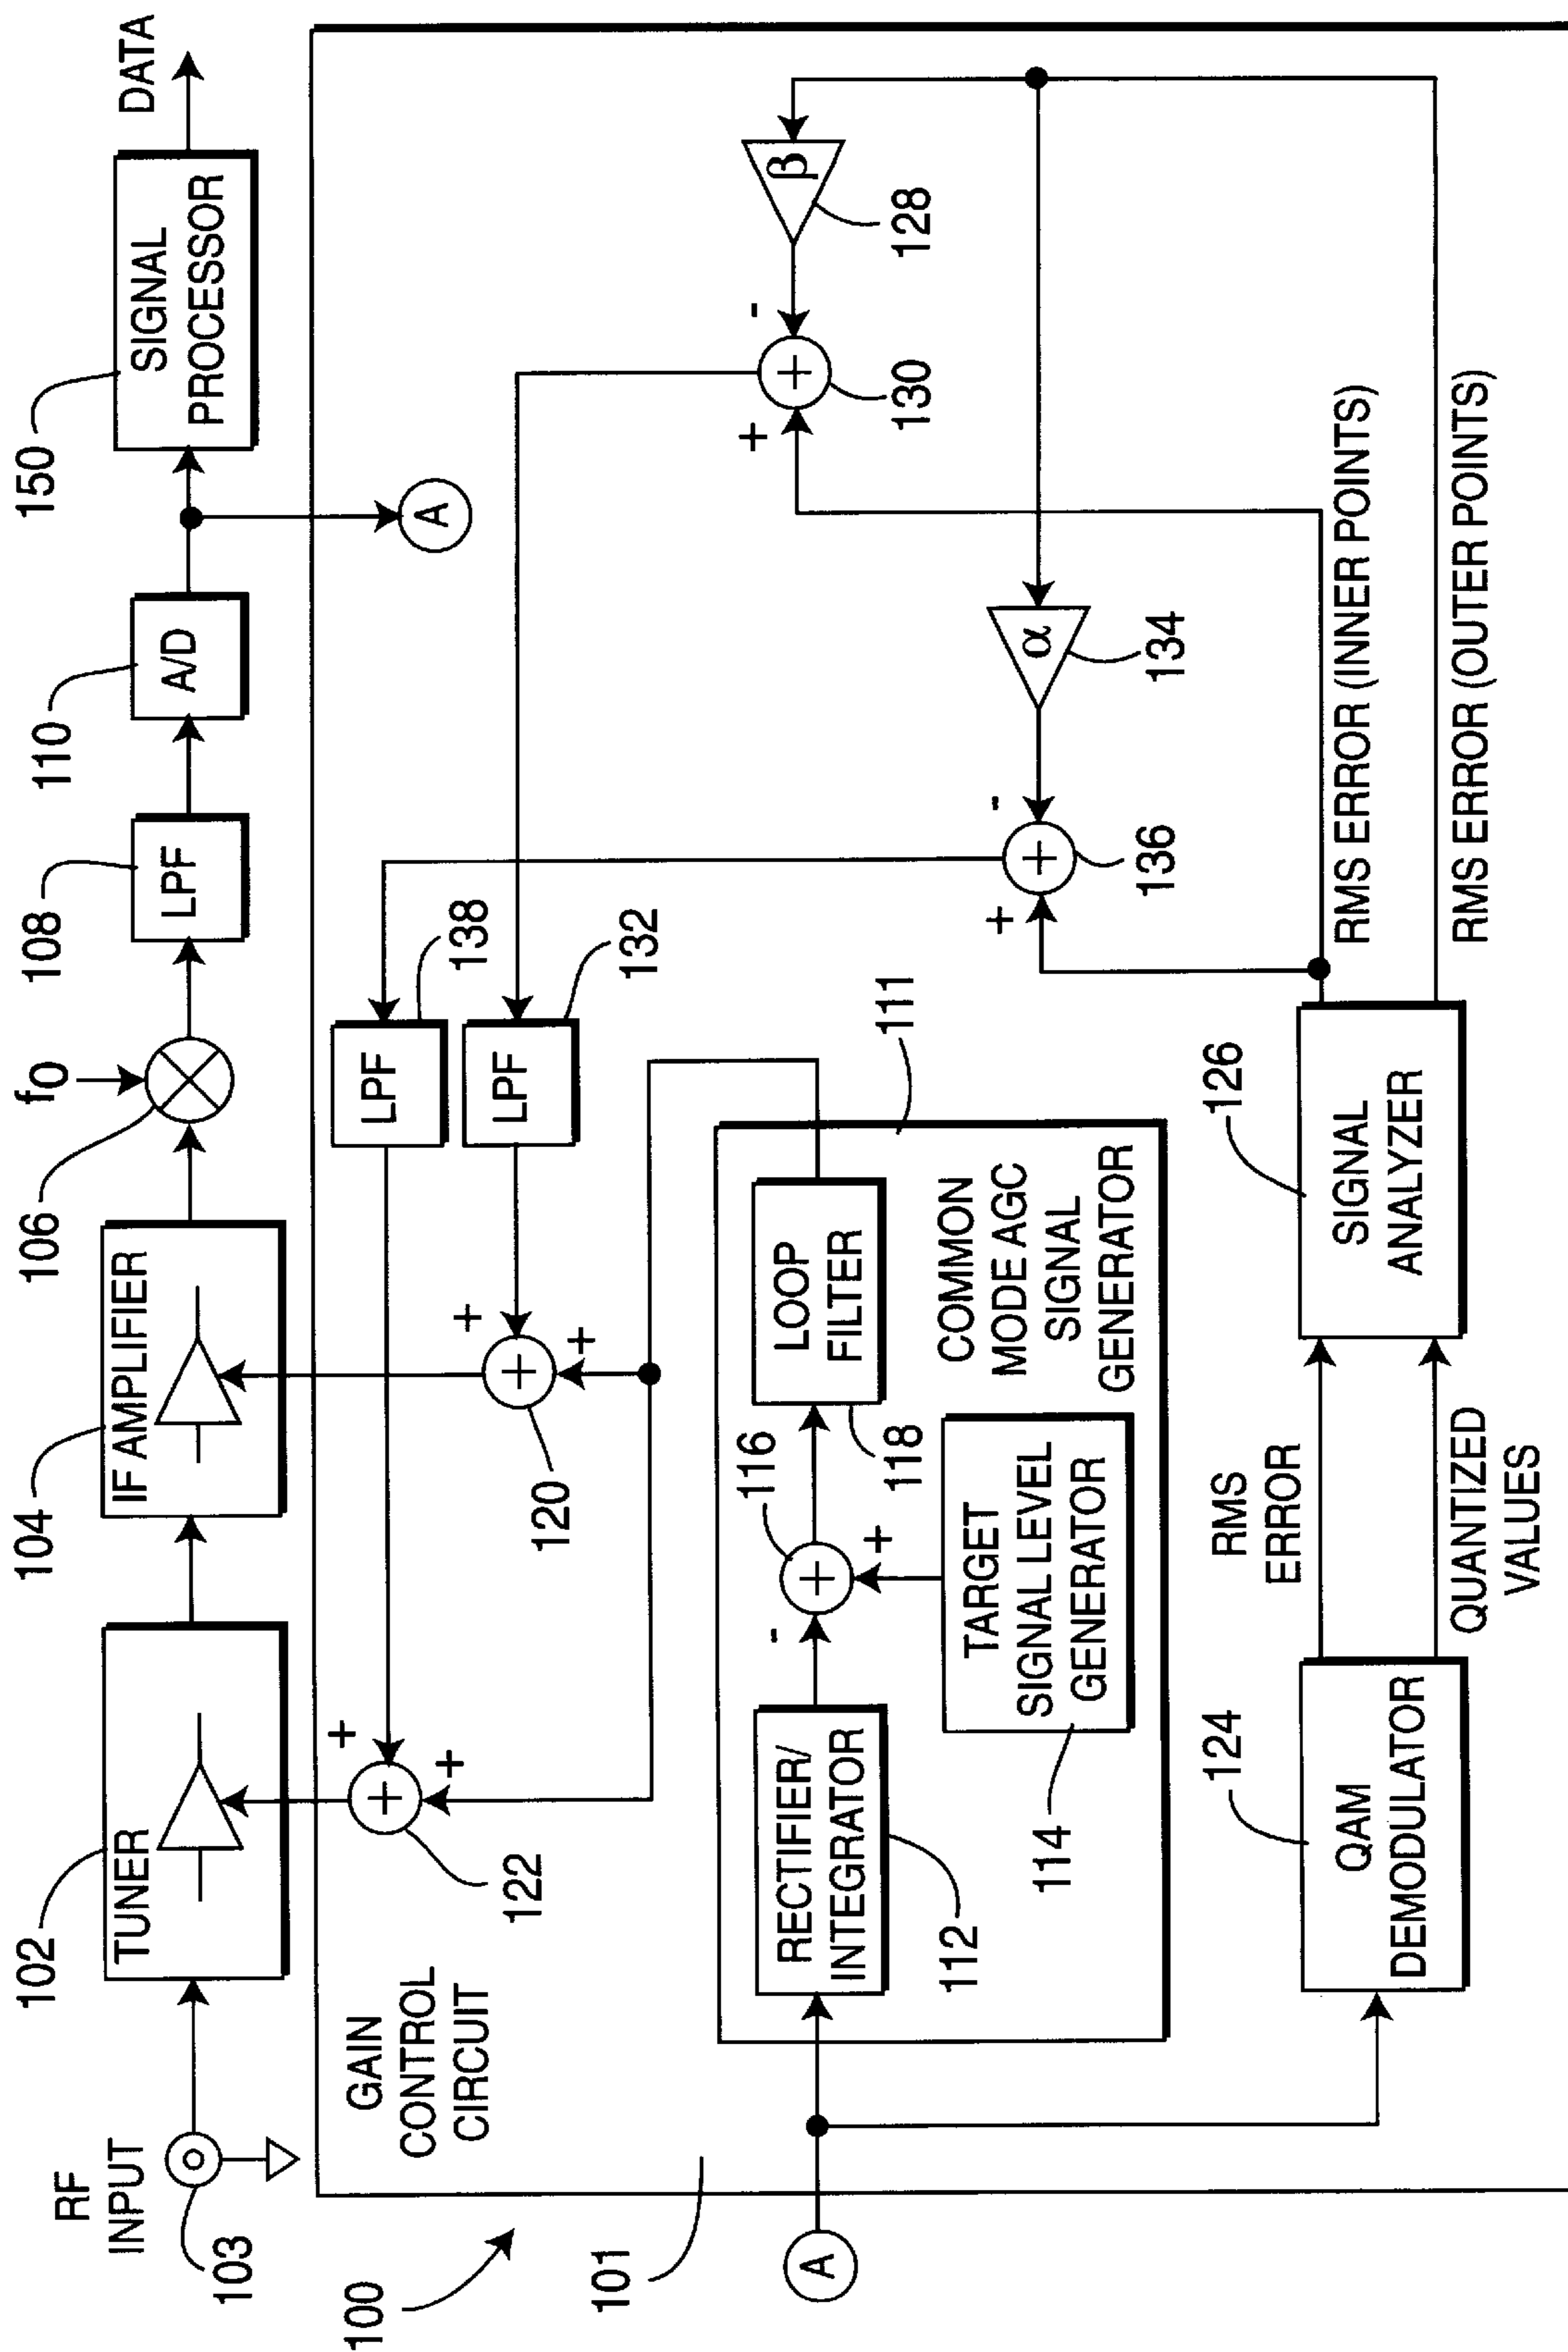 RF
INPUT
103
100
102
TUNER
104
IF AMPLIFIER
106
fo
108
LPF
110
A/D
150
SIGNAL
PROCESSOR
DATA
A
101
GAIN
CONTROL
CIRCUIT
+
+
+
122
+
+
+
120
LPF
138
LPF
132
+
-
+
130
β
128
A
RECTIFIER/
INTEGRATOR
112
-
+
+
116
LOOP
FILTER
118
TARGET
SIGNAL LEVEL
GENERATOR
114
COMMON
MODE AGC
SIGNAL
GENERATOR
111
+
+
-
136
α
134
124
QAM
DEMODULATOR
RMS
ERROR
QUANTIZED
VALUES
126
SIGNAL
ANALYZER
RMS ERROR (INNER POINTS)
RMS ERROR (OUTER POINTS)